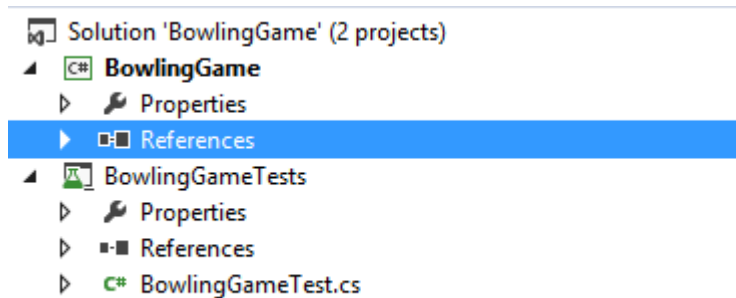 Solution 'BowlingGame' (2 projects)
C# BowlingGame
Properties
References
BowlingGameTests
Properties
References
C# BowlingGameTest.cs